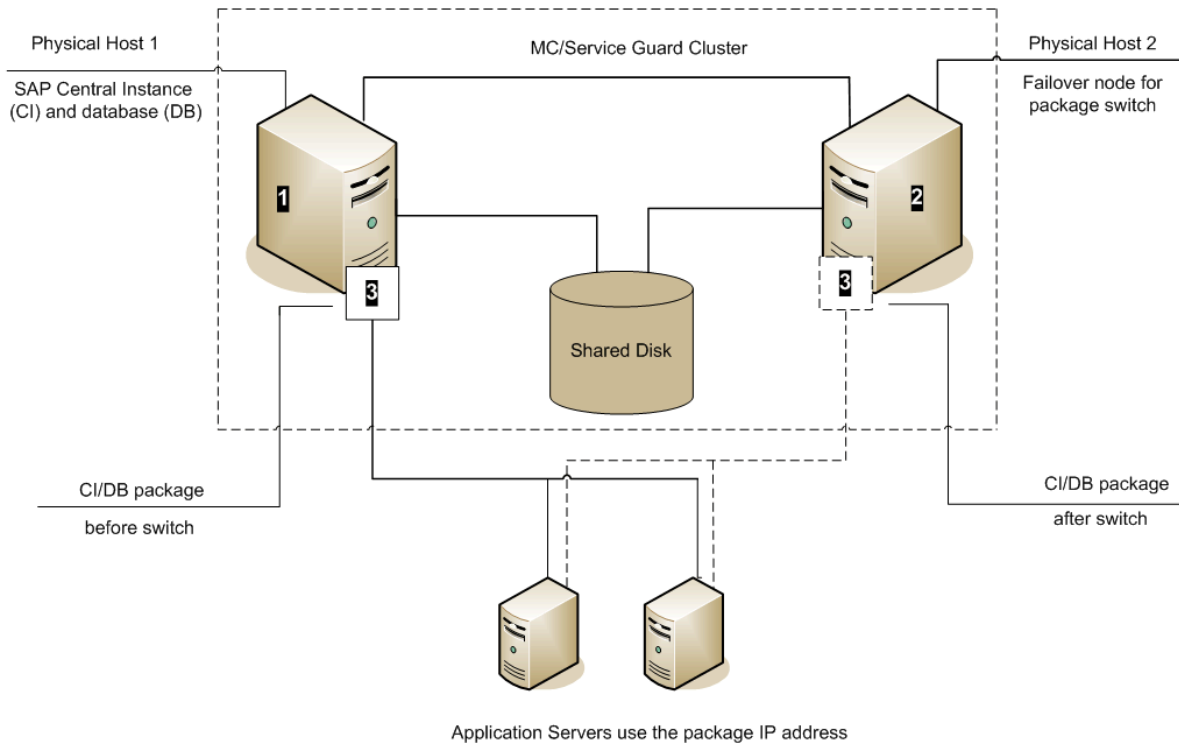 Physical Host 1
SAP Central Instance
(CI) and database (DB)
MC/Service Guard Cluster
Physical Host 2
Failover node for
package switch
1
2
3
3
Shared Disk
CI/DB package
before switch
CI/DB package
after switch
Application Servers use the package IP address